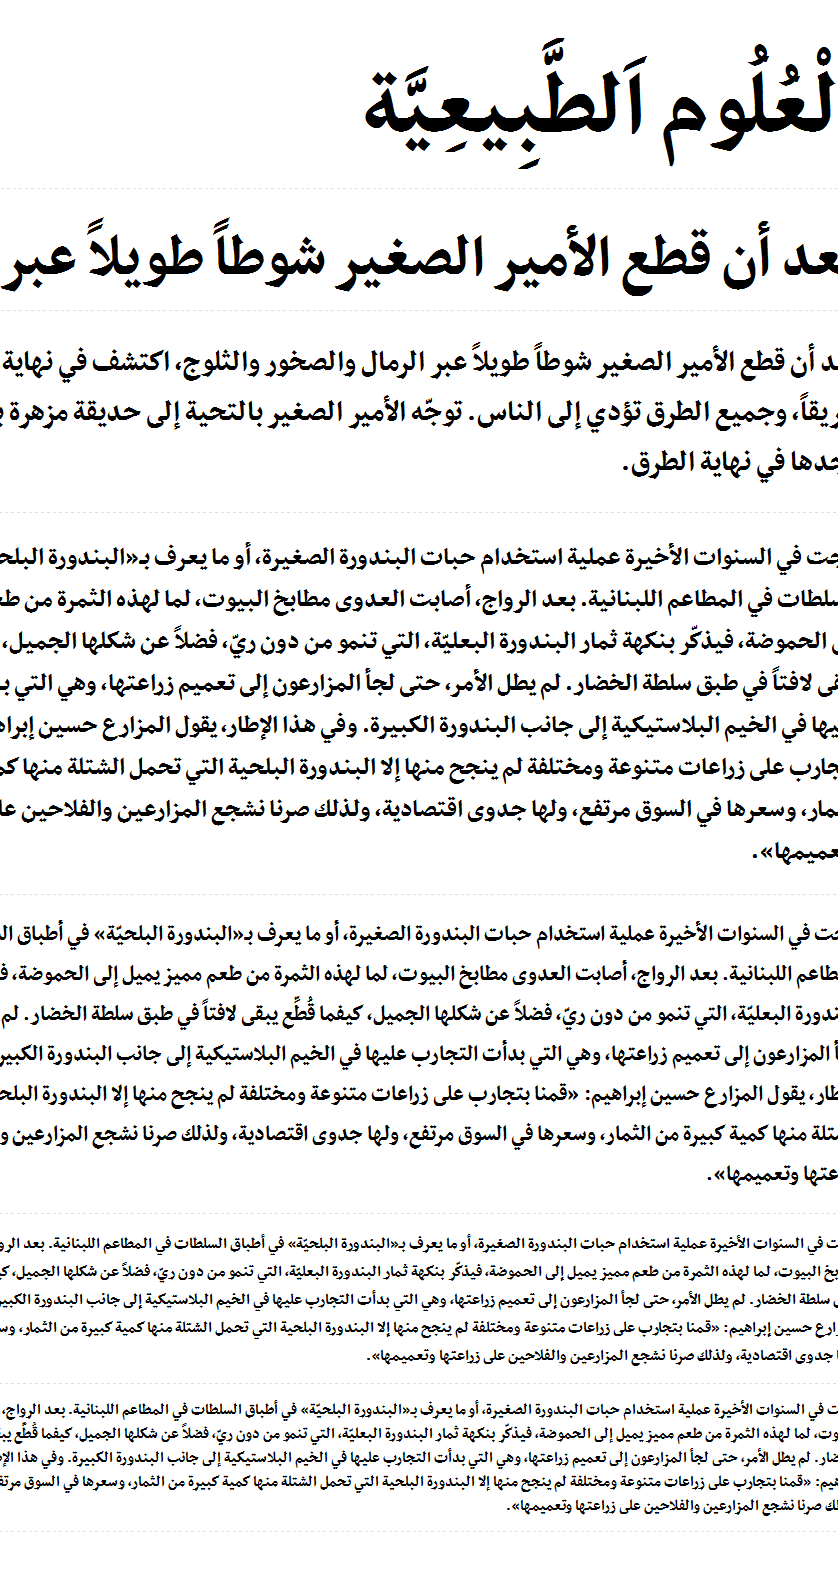 لْعُلُوم اَلطَّبِيعِيَّة
عد أن قطع الأمير الصغير شوطاً طويلاً عبر
أن قطع الأمير الصغير شوطاً طويلاً عبر الرمال والصخور والثلوج، اكتشف في نهاية
ريقاً، وجميع الطرق تؤدي إلى الناس. توجّه الأمير الصغير بالتحية إلى حديقة مزهرة
جدها في نهاية الطرق.
جت في السنوات الأخيرة عملية استخدام حبات البندورة الصغيرة، أو ما يعرف بـ«البندورة البلحي
سلطات في المطاعم اللبنانية. بعد الرواج، أصابت العدوى مطابخ البيوت، لما لهذه الثمرة من طع
الحموضة، فيذكّر بنكهة ثمار البندورة البعليّة، التي تنمو من دون ريّ، فضلاً عن شكلها الجميل،
قى لافتاً في طبق سلطة الخضار. لم يطل الأمر، حتى لجأ المزارعون إلى تعميم زراعتها، وهي التي بـ
يها في الخيم البلاستيكية إلى جانب البندورة الكبيرة. وفي هذا الإطار، يقول المزارع حسين إبراه
جارب على زراعات متنوعة ومختلفة لم ينجح منها إلا البندورة البلحية التي تحمل الشتلة منها كم
ثمار، وسعرها في السوق مرتفع، ولها جدوى اقتصادية، ولذلك صرنا نشجع المزارعين والفلاحين عل
عميمها».
جت في السنوات الأخيرة عملية استخدام حبات البندورة الصغيرة، أو ما يعرف بـ«البندورة البلحيّة» في أطباق الس
طاعم اللبنانية. بعد الرواج، أصابت العدوى مطابخ البيوت، لما لهذه الثمرة من طعم مميز يميل إلى الحموضة، ف
ندورة البعليّة، التي تنمو من دون ريّ، فضلاً عن شكلها الجميل، كيفما قُطِّع يبقى لافتاً في طبق سلطة الخضار. لم
أ المزارعون إلى تعميم زراعتها، وهي التي بدأت التجارب عليها في الخيم البلاستيكية إلى جانب البندورة الكبير
طار، يقول المزارع حسين إبراهيم: «قمنا بتجارب على زراعات متنوعة ومختلفة لم ينجح منها إلا البندورة البلح
شتلة منها كمية كبيرة من الثمار، وسعرها في السوق مرتفع، ولها جدوى اقتصادية، ولذلك صرنا نشجع المزارعين و
عتها وتعميمها».
ت في السنوات الأخيرة عملية استخدام حبات البندورة الصغيرة، أو ما يعرف بـ«البندورة البلحيّة» في أطباق السلطات في المطاعم اللبنانية. بعد الرو
بخ البيوت، لما لهذه الثمرة من طعم مميز يميل إلى الحموضة، فيذكّر بنكهة ثمار البندورة البعليّة، التي تنمو من دون ريّ، فضلاً عن شكلها الجميل، كي
سلطة الخضار. لم يطل الأمر، حتى لجأ المزارعون إلى تعميم زراعتها، وهي التي بدأت التجارب عليها في الخيم البلاستيكية إلى جانب البندورة الكبير
ارع حسين إبراهيم: «قمنا بتجارب على زراعات متنوعة ومختلفة لم ينجح منها إلا البندورة البلحية التي تحمل الشتلة منها كمية كبيرة من الثمار، وس
ا جدوى اقتصادية، ولذلك صرنا نشجع المزارعين والفلاحين على زراعتها وتعميمها».
ت في السنوات الأخيرة عملية استخدام حبات البندورة الصغيرة، أو ما يعرف بـ«البندورة البلحيّة» في أطباق السلطات في المطاعم اللبنانية. بعد الرواج،
وت، لما لهذه الثمرة من طعم مميز يميل إلى الحموضة، فيذكّر بنكهة ثمار البندورة البعليّة، التي تنمو من دون ريّ، فضلاً عن شكلها الجميل، كيفما قُطِّع يبق
ضار. لم يطل الأمر، حتى لجأ المزارعون إلى تعميم زراعتها، وهي التي بدأت التجارب عليها في الخيم البلاستيكية إلى جانب البندورة الكبيرة. وفي هذا الإ
هيم: «قمنا بتجارب على زراعات متنوعة ومختلفة لم ينجح منها إلا البندورة البلحية التي تحمل الشتلة منها كمية كبيرة من الثمار، وسعرها في السوق مرتف
لك صرنا نشجع المزارعين والفلاحين على زراعتها وتعميمها».